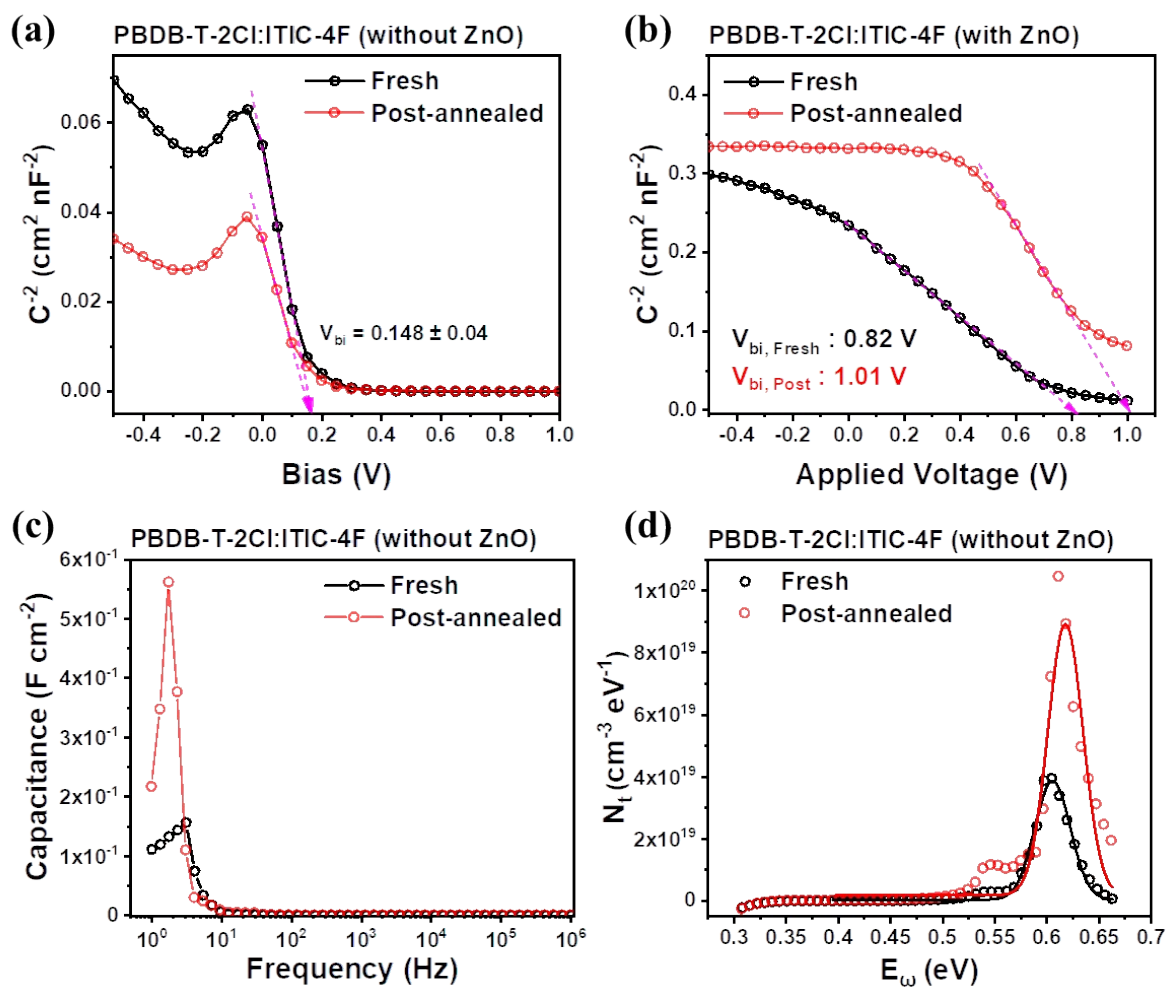 (a)
PBDB-T-2Cl:ITIC-4F (without ZnO)
Fresh
Post-annealed
0.06
0.04
0.02
0.00
C⁻² (cm² nF⁻²)
V_bi = 0.148 ± 0.04
-0.4 -0.2 0.0 0.2 0.4 0.6 0.8 1.0
Bias (V)
(b)
PBDB-T-2Cl:ITIC-4F (with ZnO)
Fresh
Post-annealed
0.4
0.3
0.2
0.1
0.0
C⁻² (cm² nF⁻²)
V_bi, Fresh : 0.82 V
V_bi, Post : 1.01 V
-0.4 -0.2 0.0 0.2 0.4 0.6 0.8 1.0
Applied Voltage (V)
(c)
PBDB-T-2Cl:ITIC-4F (without ZnO)
Fresh
Post-annealed
6x10⁻¹
5x10⁻¹
4x10⁻¹
3x10⁻¹
2x10⁻¹
1x10⁻¹
0
Capacitance (F cm⁻²)
10⁰ 10¹ 10² 10³ 10⁴ 10⁵ 10⁶
Frequency (Hz)
(d)
PBDB-T-2Cl:ITIC-4F (without ZnO)
Fresh
Post-annealed
1x10²⁰
8x10¹⁹
6x10¹⁹
4x10¹⁹
2x10¹⁹
0
N_t (cm⁻³ eV⁻¹)
0.3 0.35 0.4 0.45 0.5 0.55 0.6 0.65 0.7
E_ω (eV)